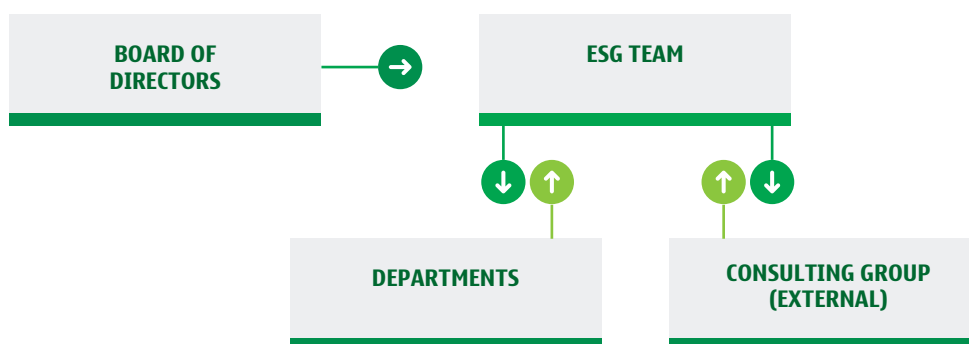 BOARD OF
DIRECTORS
ESG TEAM
DEPARTMENTS
CONSULTING GROUP
(EXTERNAL)